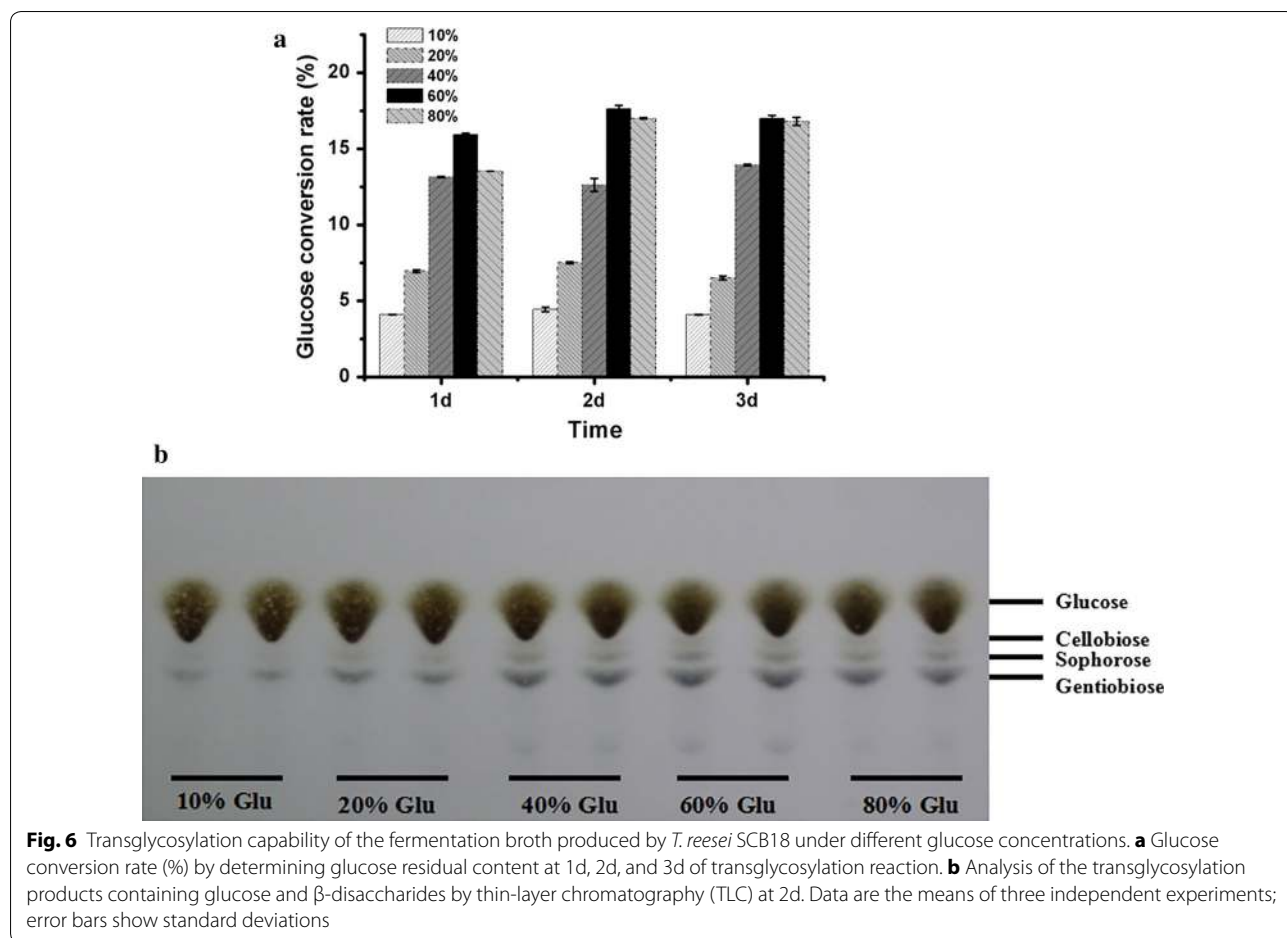 a
10%
20%
40%
60%
80%
Glucose conversion rate (%)
20
15
10
5
0
1d 2d 3d
Time
b
Glucose
Cellobiose
Sophorose
Gentiobiose
10% Glu 20% Glu 40% Glu 60% Glu 80% Glu
Fig. 6 Transglycosylation capability of the fermentation broth produced by T. reesei SCB18 under different glucose concentrations. a Glucose
conversion rate (%) by determining glucose residual content at 1d, 2d, and 3d of transglycosylation reaction. b Analysis of the transglycosylation
products containing glucose and β-disaccharides by thin-layer chromatography (TLC) at 2d. Data are the means of three independent experiments;
error bars show standard deviations